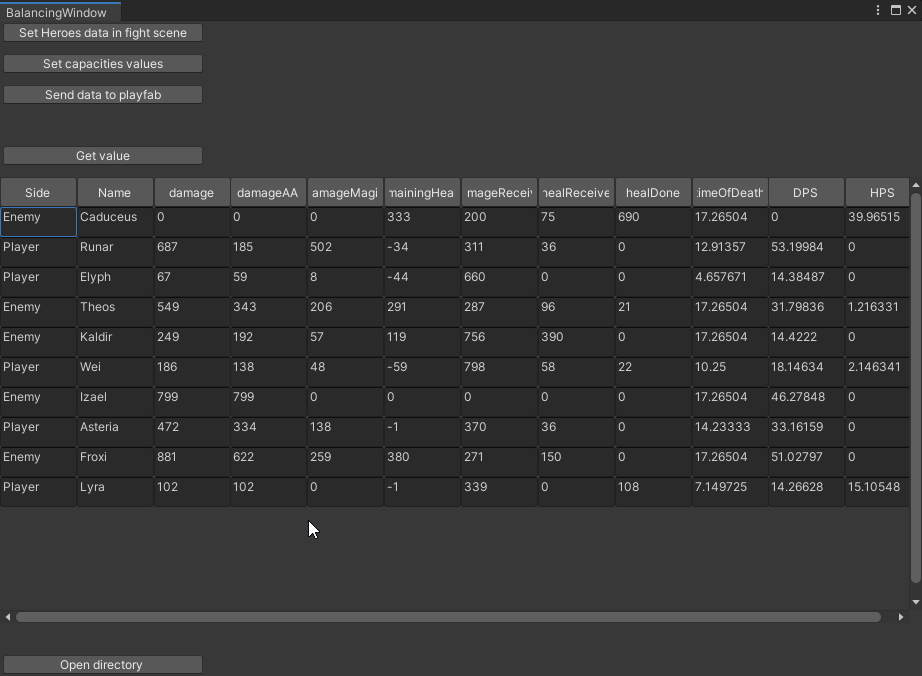 BalancingWindow
Set Heroes data in fight scene
Set capacities values
Send data to playfab
Get value
Side Name damage damageAA amageMagi nainingHea mageReceiv healReceive healDone imeOfDeath DPS HPS
Enemy Caduceus 0 0 0 333 200 75 690 17.26504 0 39.96515
Player Runar 687 185 502 -34 311 36 0 12.91357 53.19984 0
Player Elyph 67 59 8 -44 660 0 0 4.657671 14.38487 0
Enemy Theos 549 343 206 291 287 96 21 17.26504 31.79836 1.216331
Enemy Kaldir 249 192 57 119 756 390 0 17.26504 14.4222 0
Player Wei 186 138 48 -59 798 58 22 10.25 18.14634 2.146341
Enemy Izael 799 799 0 0 0 0 0 17.26504 46.27848 0
Player Asteria 472 334 138 -1 370 36 0 14.23333 33.16159 0
Enemy Froxi 881 622 259 380 271 150 0 17.26504 51.02797 0
Player Lyra 102 102 0 -1 339 0 108 7.149725 14.26628 15.10548
Open directory